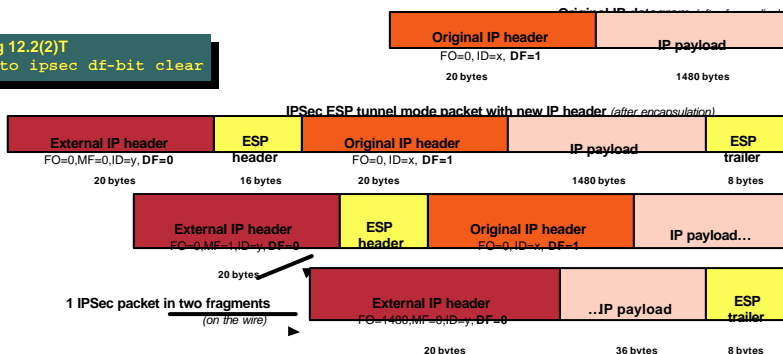 Original IP datagram
g 12.2(2)T
to ipsec df-bit clear
Original IP header
IP payload
FO=0, ID=x, DF=1
20 bytes
1480 bytes
IPSec ESP tunnel mode packet with new IP header (after encapsulation)
External IP header
ESP header
Original IP header
IP payload
ESP trailer
FO=0,MF=0,ID=y, DF=0
FO=0, ID=x, DF=1
20 bytes
16 bytes
20 bytes
1480 bytes
8 bytes
External IP header
ESP header
Original IP header
IP payload…
FO=0,MF=1,ID=y, DF=0
FO=0, ID=x, DF=1
20 bytes
1 IPSec packet in two fragments
(on the wire)
External IP header
…IP payload
ESP trailer
FO=1480,MF=0,ID=y, DF=0
20 bytes
36 bytes
8 bytes